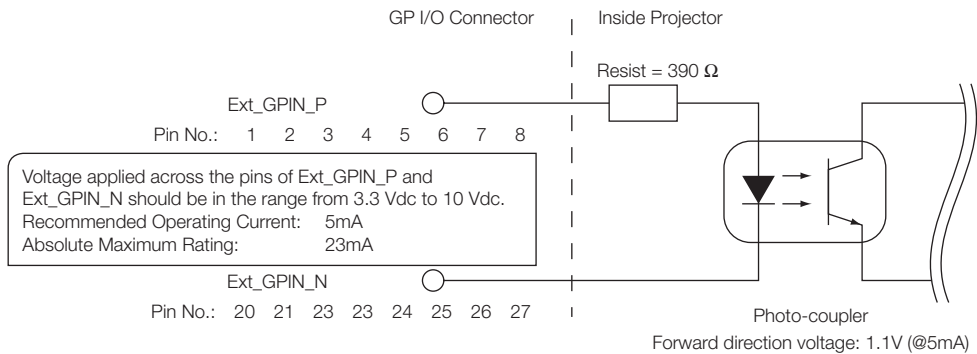 GP I/O Connector
Inside Projector
Resist = 390 Ω
Ext_GPIN_P
Pin No.: 1 2 3 4 5 6 7 8
Voltage applied across the pins of Ext_GPIN_P and
Ext_GPIN_N should be in the range from 3.3 Vdc to 10 Vdc.
Recommended Operating Current: 5mA
Absolute Maximum Rating: 23mA
Ext_GPIN_N
Pin No.: 20 21 23 23 24 25 26 27
Photo-coupler
Forward direction voltage: 1.1V (@5mA)